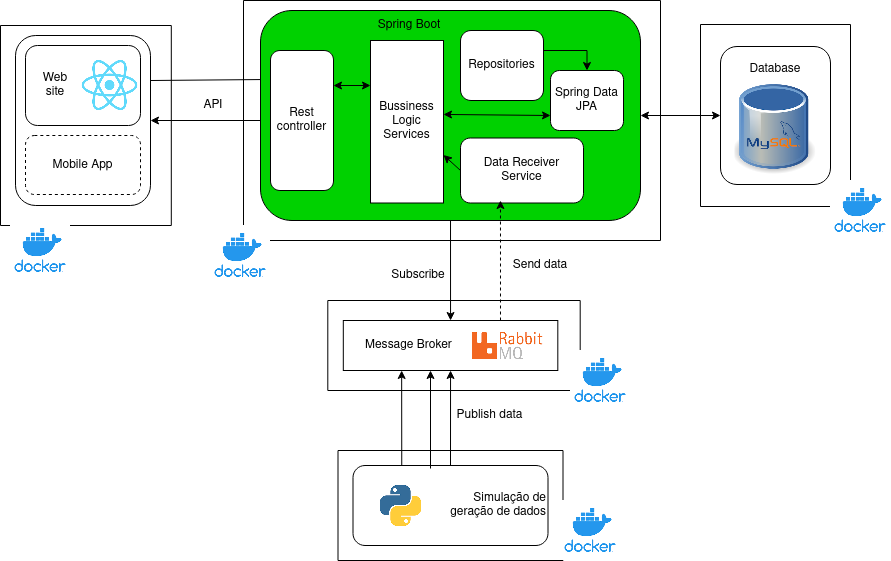 Spring Boot
Web
site
Mobile App
API
Rest
controller
Bussiness
Logic
Services
Repositories
Spring Data
JPA
Data Receiver
Service
Database
MySQL
docker
docker
docker
Subscribe
Send data
Message Broker
Rabbit
MQ
docker
Publish data
Simulação de
geração de dados
docker